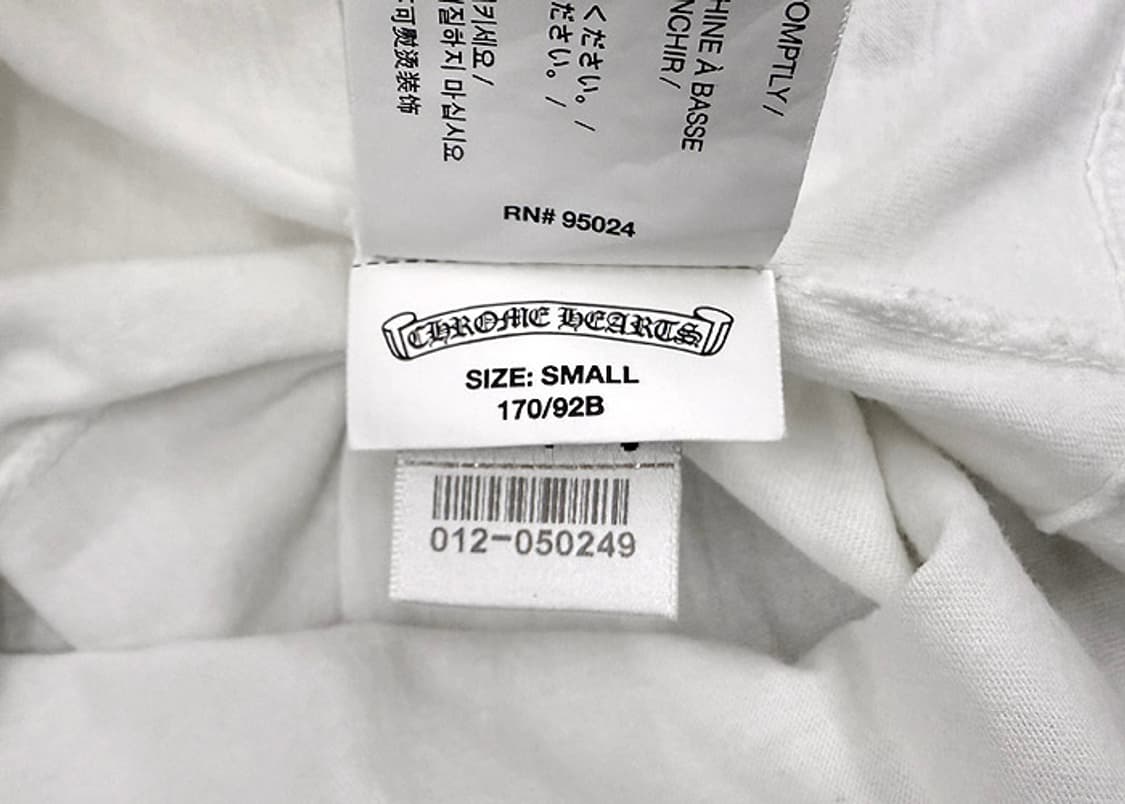 OMPTLY/
HINE À BASSE
NCHIR/
ください。/
ださい。/
키세요/
질하지 마십시오
可熨烫装饰
RN# 95024
CHROME HEARTS
SIZE: SMALL
170/92B
012-050249